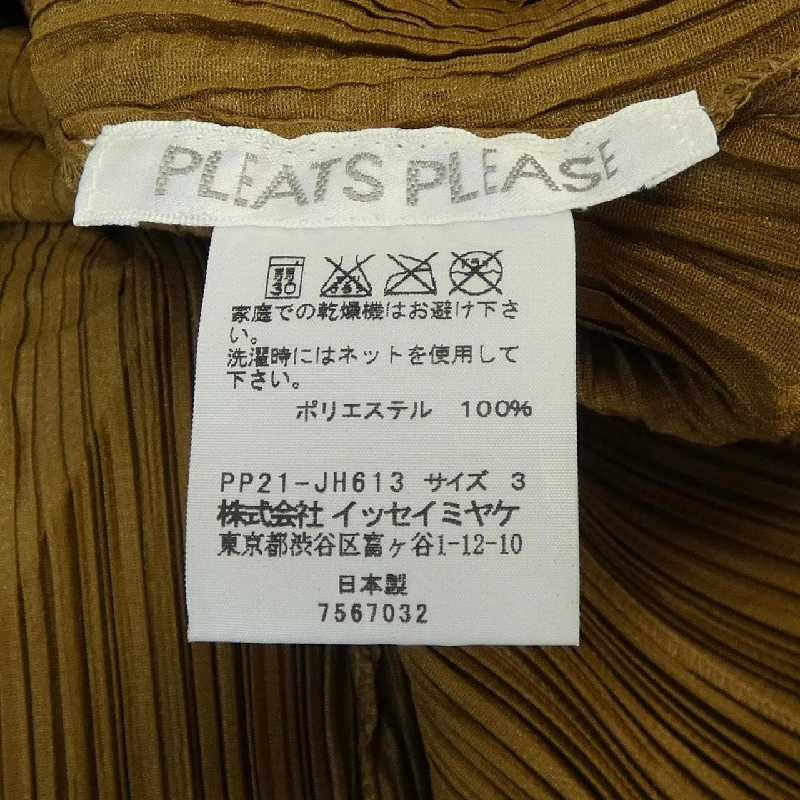 PLEATS PLEASE
30
家庭での乾燥機はお避け下さ
い。
洗濯時にはネットを使用して
下さい。
ポリエステル 100%
PP21-JH613 サイズ 3
株式会社 イッセイミヤケ
東京都渋谷区富ヶ谷1-12-10
日本製
7567032